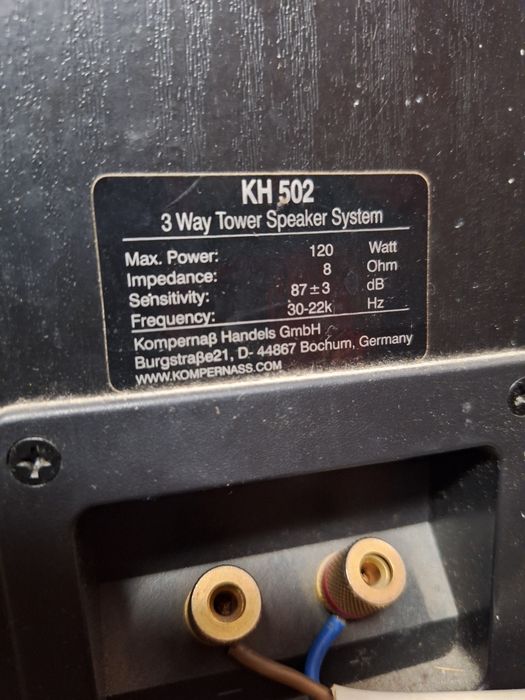 KH 502
3 Way Tower Speaker System
Max. Power: 120 Watt
Impedance: 8 Ohm
Sehsitivity: 87±3 dB
Frequency: 30-22k Hz
Kompernaß Handels GmbH
Burgstraße21, D- 44867 Bochum, Germany
WWW.KOMPERNASS.COM